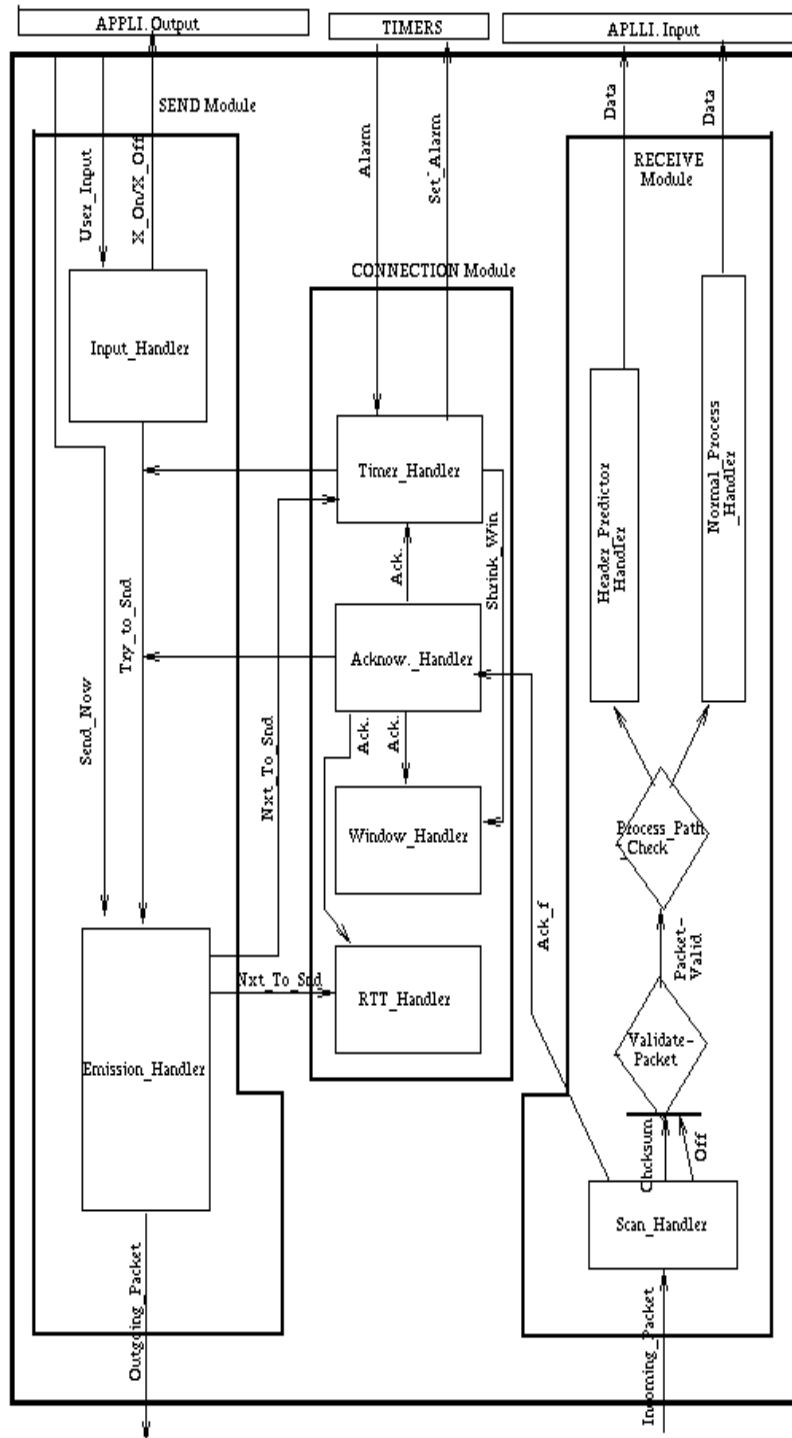 APPLI. Output
TIMERS
APLLI. Input
SEND Module
User_Input
X_On/X_Off
Alarm
Set_Alarm
Data
Data
RECEIVE
Module
CONNECTION Module
Input_Handler
Timer_Handler
Header_Predictor
_Handler
Normal_Process
_Handler
Send_Now
Try_to_Snd
Nxt_To_Snd
Ack.
Shrink_Win
Acknow._Handler
Ack.
Ack.
Window_Handler
Process_Path
_Check
Ack_f
Packet-
Valid
Nxt_To_Snd
RTT_Handler
_Validate-
Packet
Emission_Handler
Chcksum
Off
Scan_Handler
Outgoing_Packet
Incoming_Packet